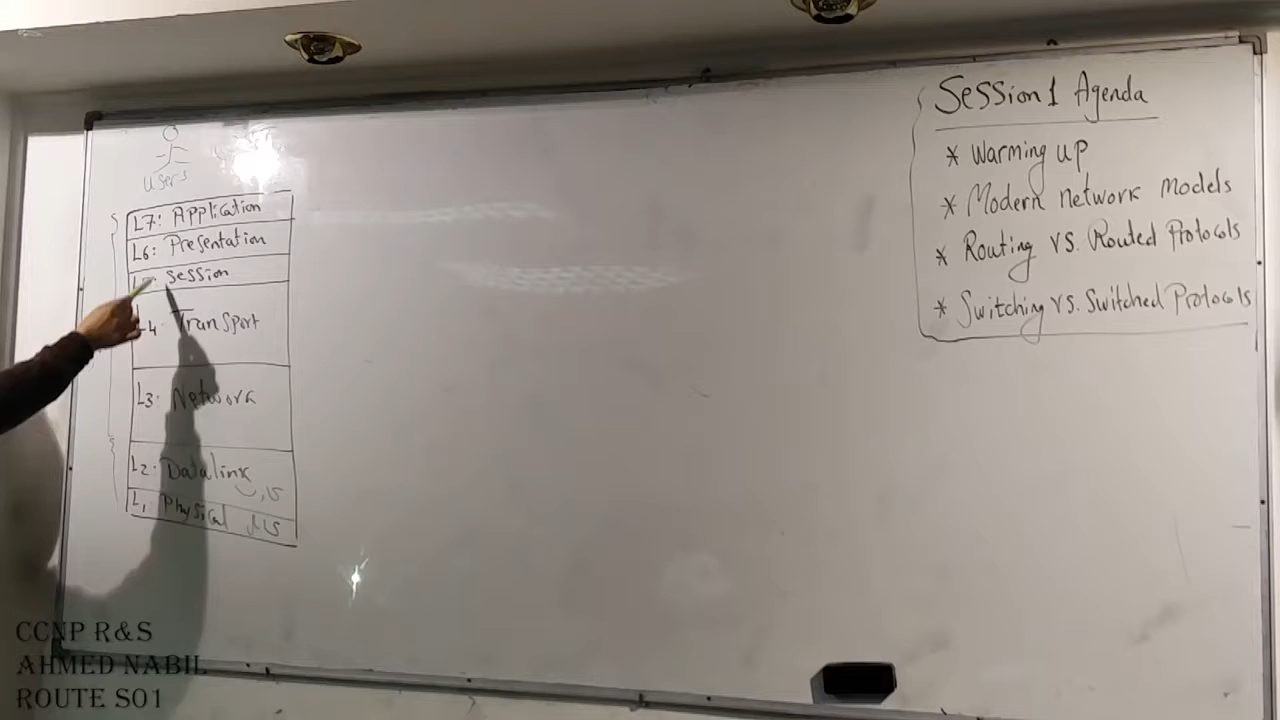 users
L7: Application
L6: Presentation
session
L4. Transport
L3. Network
L2. Datalink
L1 Physical
Session 1 Agenda
* Warming up
* Modern network models
* Routing vs. Routed Protocols
* Switching vs. Switched Protocols
CCNP R&S
AHMED NABIL
ROUTE S01